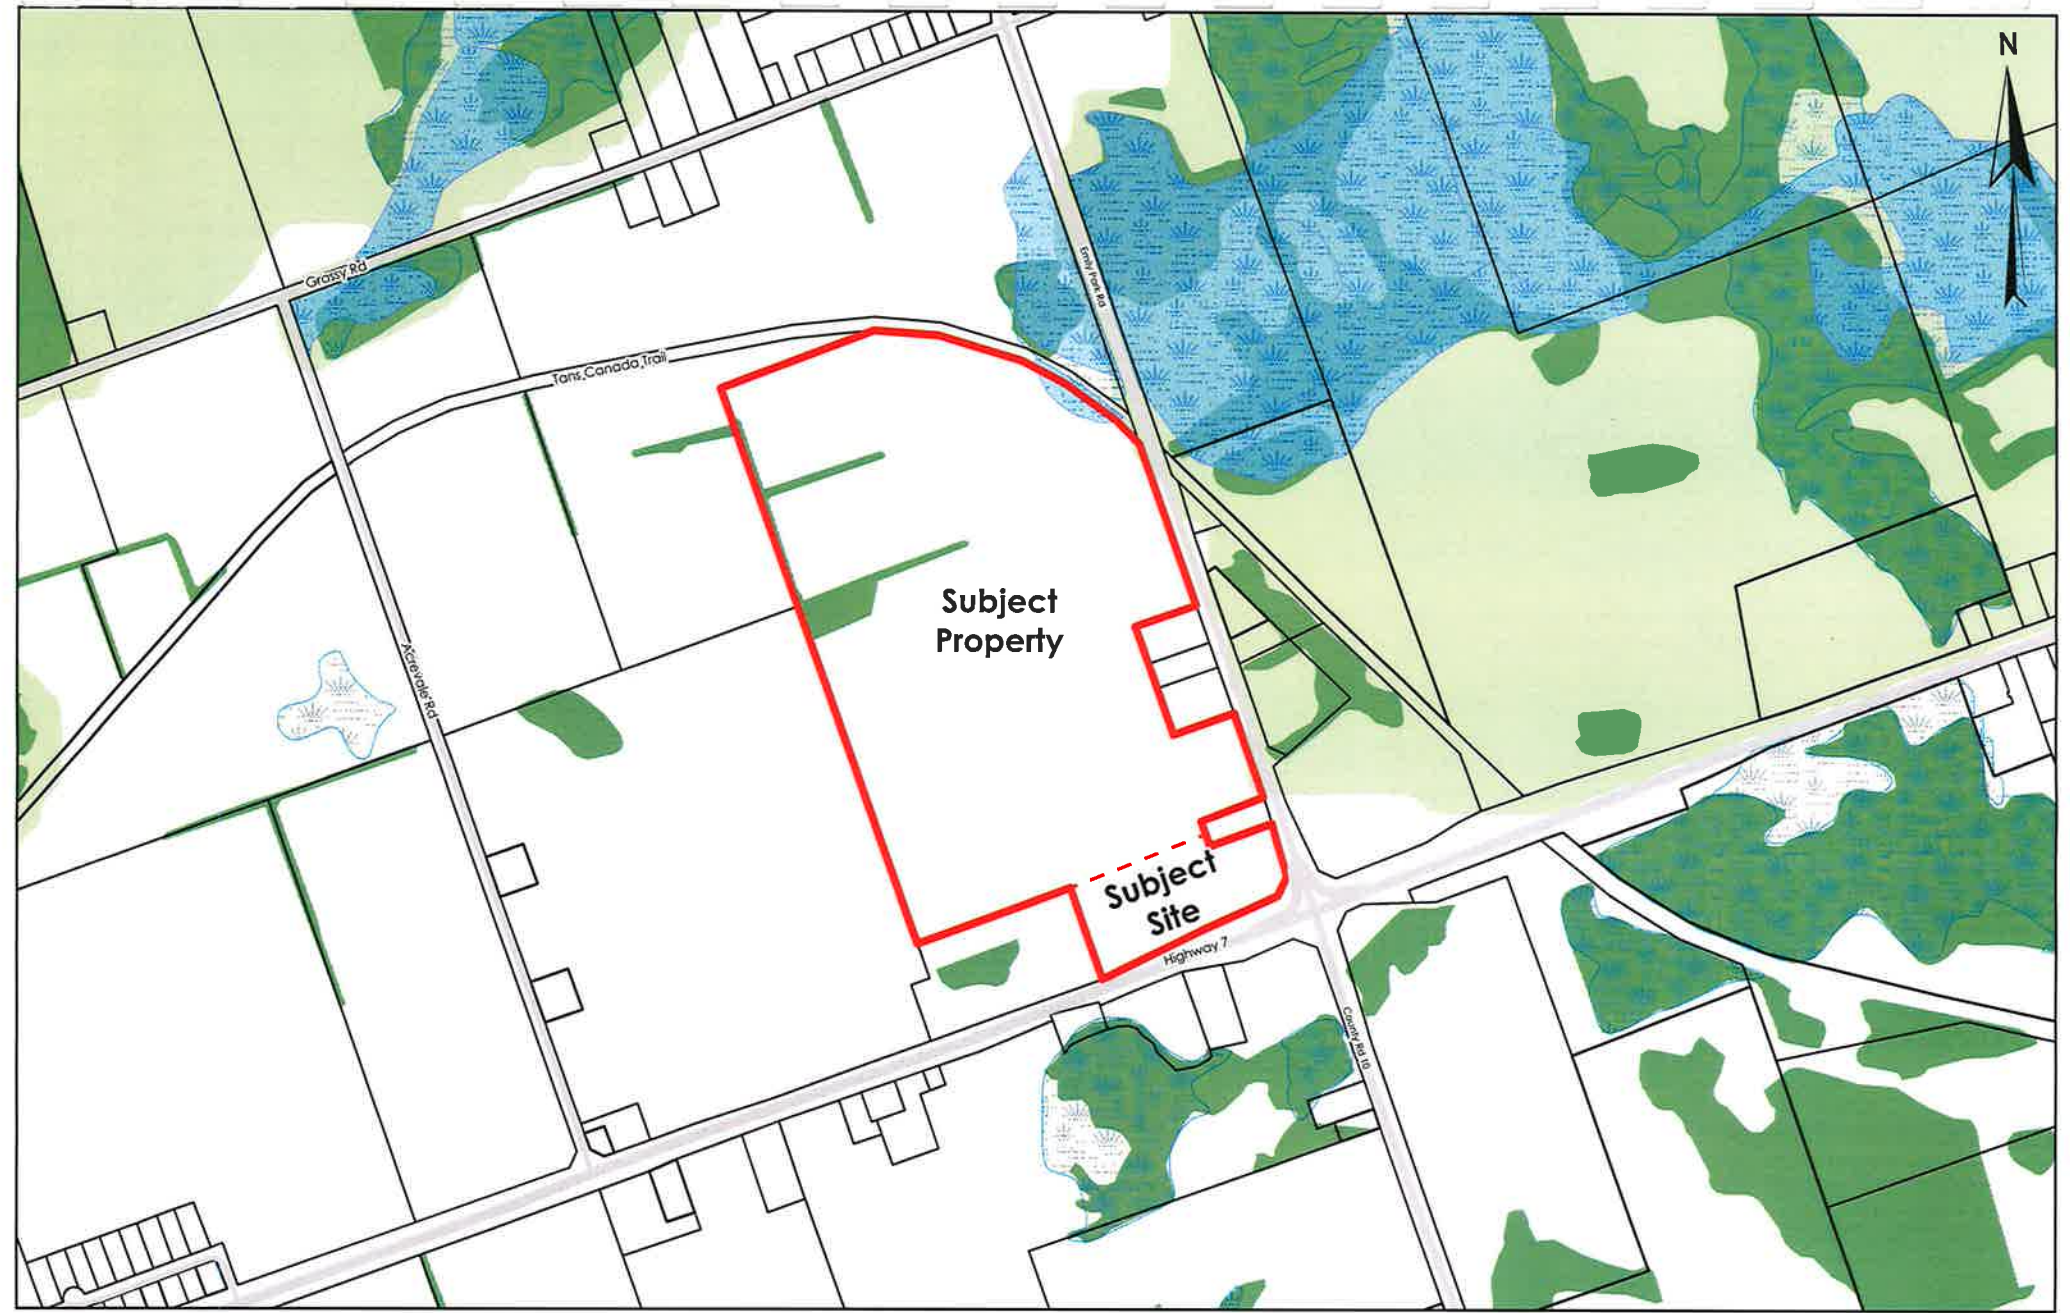 N
Grassy Rd
Emily Park Rd
Tans Canada Trail
Subject
Property
Acrevale Rd
Subject
Site
Highway 7
County Rd 10